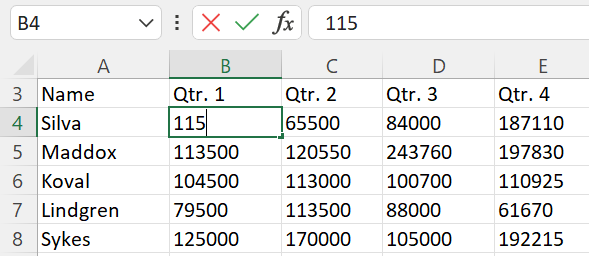 B4 fx 115
A B C D E
3 Name Qtr. 1 Qtr. 2 Qtr. 3 Qtr. 4
4 Silva 115 65500 84000 187110
5 Maddox 113500 120550 243760 197830
6 Koval 104500 113000 100700 110925
7 Lindgren 79500 113500 88000 61670
8 Sykes 125000 170000 105000 192215